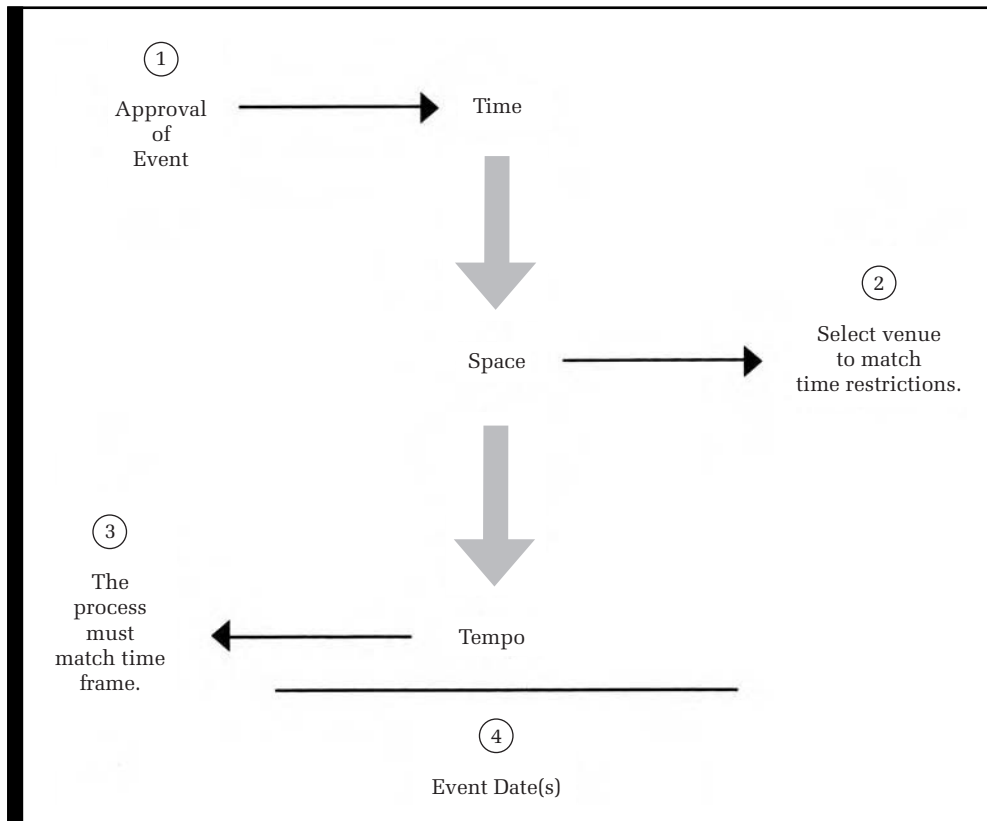 1
Approval
of
Event
Time
2
Select venue
to match
time restrictions.
Space
3
The
process
must
match time
frame.
Tempo
4
Event Date(s)